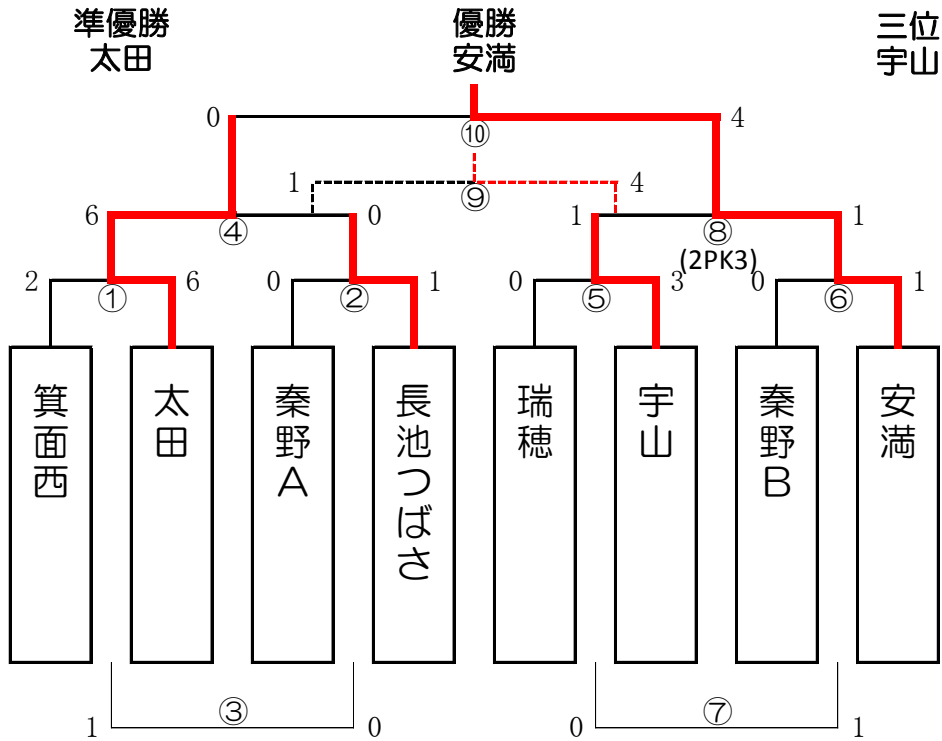 準優勝
太田
優勝
安満
三位
宇山
0
⑩
4
1
⑨
4
6
④
0
1
⑧
1
(2PK3)
2
①
6
0
②
1
0
⑤
3
0
⑥
1
箕面西
太田
秦野A
長池つばさ
瑞穂
宇山
秦野B
安満
1
③
0
0
⑦
1